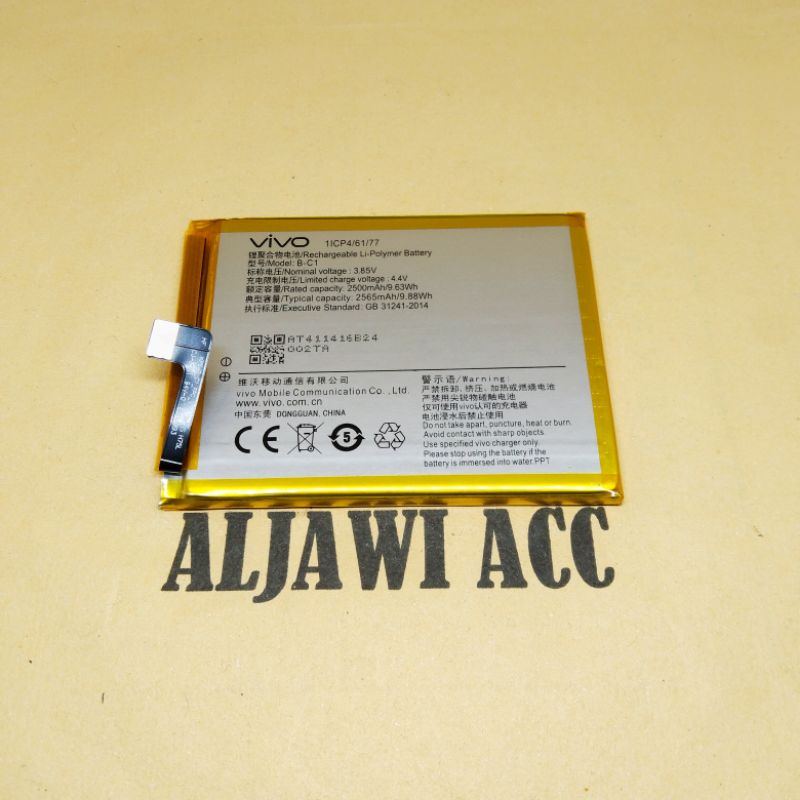 vivo 1ICP4/61/77
锂聚合物电池/Rechargeable Li-Polymer Battery
型号/Model: B-C1
标称电压/Nominal voltage : 3.85V
充电限制电压/Limited charge voltage : 4.4V
额定容量/Rated capacity: 2500mAh/9.63Wh
典型容量/Typical capacity: 2565mAh/9.88Wh
执行标准/Executive Standard: GB 31241-2014
AT411416B24
002TA
维沃移动通信有限公司
vivo Mobile Communication Co., Ltd.
www.vivo.com.cn
中国东莞 DONGGUAN, CHINA
CE
5
警示语/Warning:
严禁拆卸、挤压、加热或燃烧电池
严禁用尖锐物碰触电池
仅可使用vivo认可的充电器
电池浸水后禁止使用
Do not take apart, puncture, heat or burn.
Avoid contact with sharp objects.
Use specified vivo charger only.
Please stop using the battery if the
battery is immersed into water. PPT
ALJAWI ACC